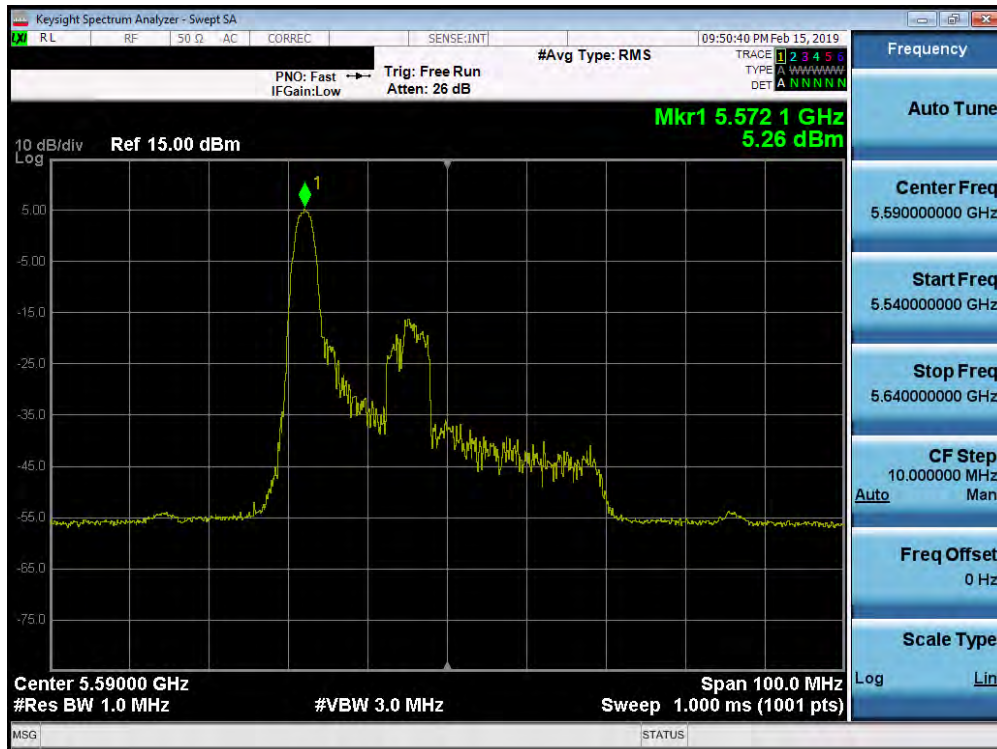 Keysight Spectrum Analyzer - Swept SA
LXI RL RF 50 Ω AC CORREC SENSE:INT 09:50:40 PM Feb 15, 2019
#Avg Type: RMS TRACE 1 2 3 4 5 6
PNO: Fast Trig: Free Run TYPE A WWWWWW
IFGain:Low Atten: 26 dB DET A N N N N N
Mkr1 5.572 1 GHz
5.26 dBm
10 dB/div Ref 15.00 dBm
Log
1
5.00
-5.00
-15.0
-25.0
-35.0
-45.0
-55.0
-65.0
-75.0
Center 5.59000 GHz Span 100.0 MHz
#Res BW 1.0 MHz #VBW 3.0 MHz Sweep 1.000 ms (1001 pts)
MSG STATUS
Frequency
Auto Tune
Center Freq
5.590000000 GHz
Start Freq
5.540000000 GHz
Stop Freq
5.640000000 GHz
CF Step
10.000000 MHz
Auto Man
Freq Offset
0 Hz
Scale Type
Log Lin